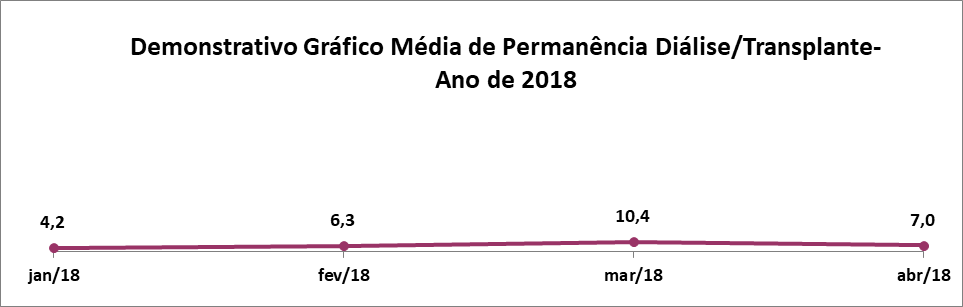 Demonstrativo Gráfico Média de Permanência Diálise/Transplante-
Ano de 2018
4,2
6,3
10,4
7,0
jan/18
fev/18
mar/18
abr/18